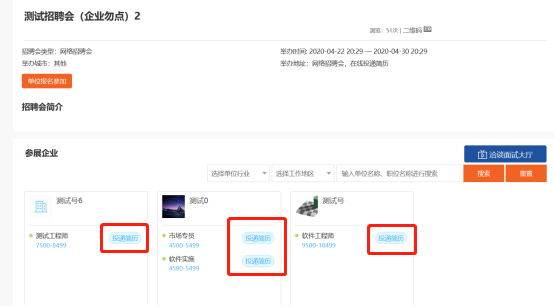 测试招聘会（企业勿点）2
浏览：51次 | 二维码
招聘会类型：网络招聘会
举办时间：2020-04-22 20:29 — 2020-04-30 20:29
举办城市：其他
举办地址：网络招聘会，在线投递简历
单位报名参加
招聘会简介
参展企业
洽谈面试大厅
选择单位行业
选择工作地区
输入单位名称、职位名称进行搜索
搜索
重置
测试号6
测试0
测试号
测试工程师
投递简历
7500-8499
市场专员
投递简历
4500-5499
软件实施
投递简历
4500-5499
软件工程师
投递简历
9500-10499